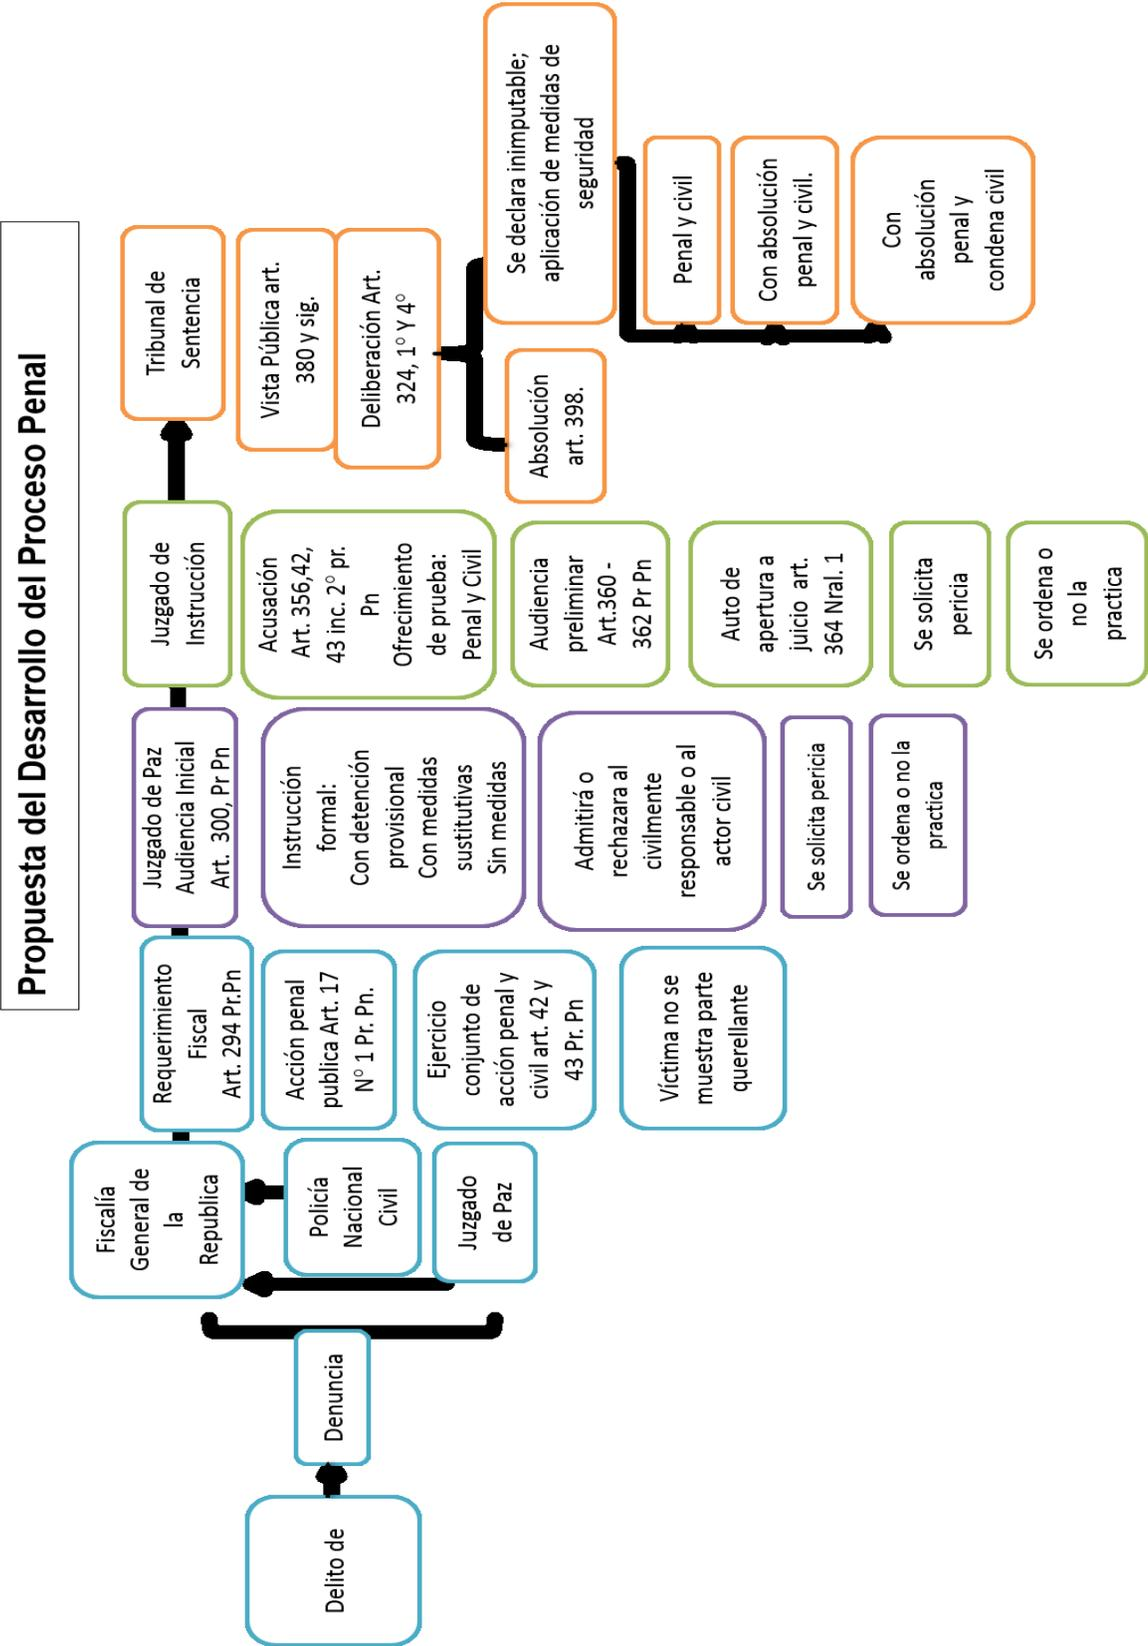 Propuesta del Desarrollo del Proceso Penal
Delito de
Denuncia
Fiscalía
General de
la
Republica
Policía
Nacional
Civil
Juzgado
de Paz
Requerimiento
Fiscal
Art. 294 Pr.Pn
Acción penal
publica Art. 17
N° 1 Pr. Pn.
Ejercicio
conjunto de
acción penal y
civil art. 42 y
43 Pr. Pn
Víctima no se
muestra parte
querellante
Juzgado de Paz
Audiencia Inicial
Art. 300, Pr Pn
Instrucción
formal:
Con detención
provisional
Con medidas
sustitutivas
Sin medidas
Admitirá o
rechazara al
civilmente
responsable o al
actor civil
Se solicita pericia
Se ordena o no la
practica
Juzgado de
Instrucción
Acusación
Art. 356,42,
43 inc. 2° pr.
Pn
Ofrecimiento
de prueba:
Penal y Civil
Audiencia
preliminar
Art.360 -
362 Pr Pn
Auto de
apertura a
juicio art.
364 Nral. 1
Se solicita
pericia
Se ordena o
no la
practica
Tribunal de
Sentencia
Vista Pública art.
380 y sig.
Deliberación Art.
324, 1° Y 4°
Absolución
art. 398.
Se declara inimputable;
aplicación de medidas de
seguridad
Penal y civil
Con absolución
penal y civil.
Con
absolución
penal y
condena civil